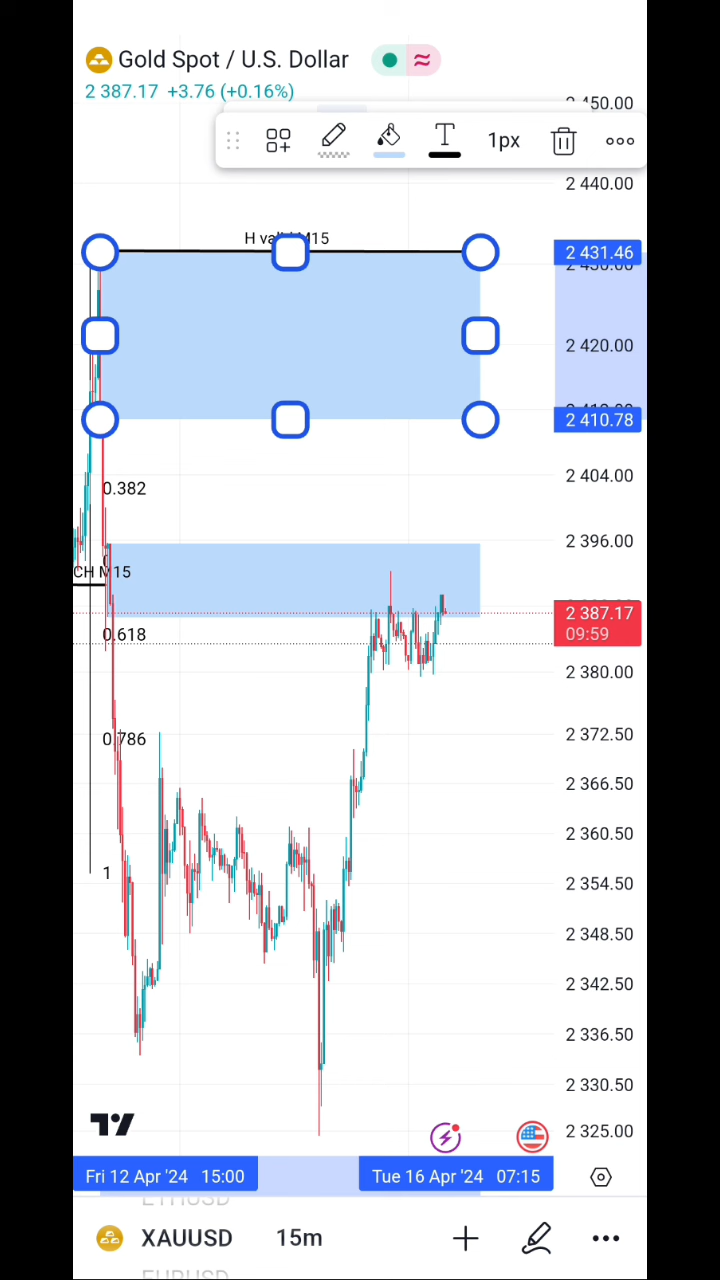 Gold Spot / U.S. Dollar
2 387.17 +3.76 (+0.16%)
1px
2 440.00
H
M15
2 431.46
2 420.00
2 410.78
2 404.00
0.382
2 396.00
CH M15
2 387.17
0.618
09:59
2 380.00
0.786
2 372.50
2 366.50
2 360.50
1
2 354.50
2 348.50
2 342.50
2 336.50
2 330.50
2 325.00
Fri 12 Apr '24 15:00
Tue 16 Apr '24 07:15
ETHUSD
XAUUSD 15m
EURUSD